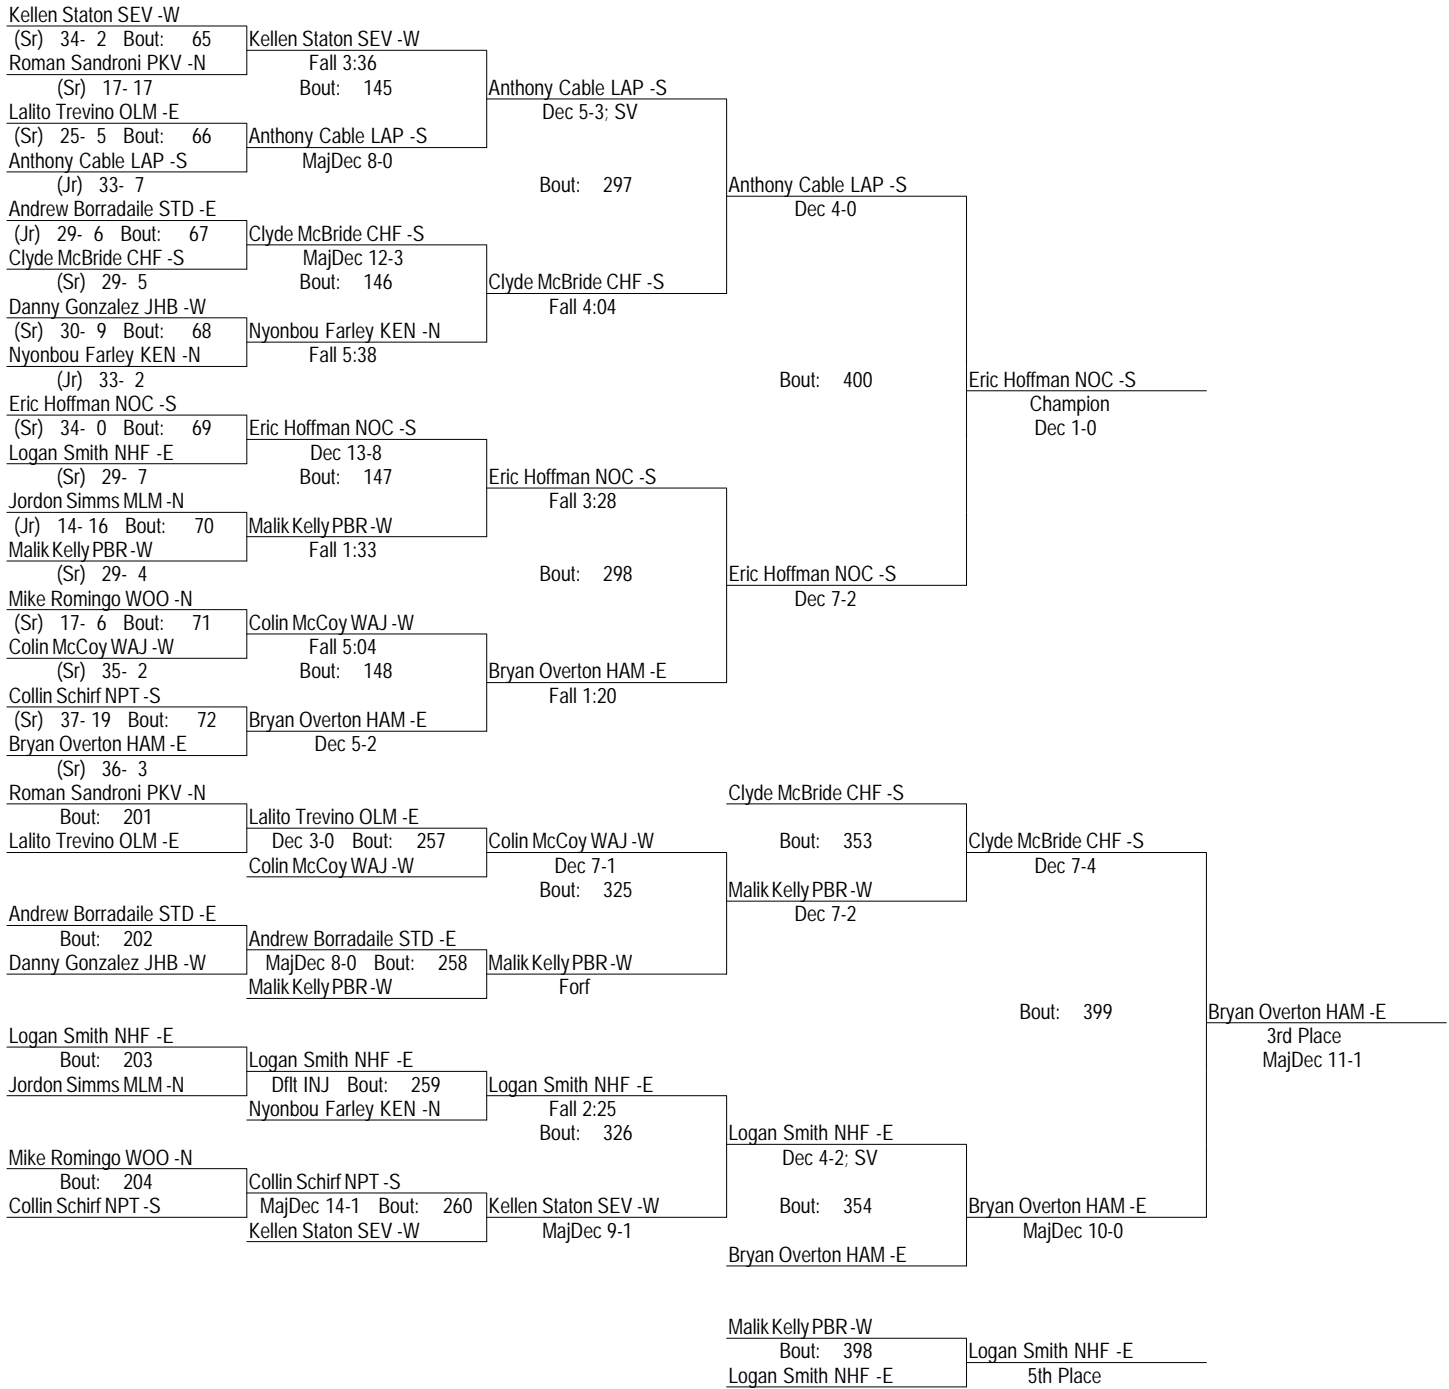 Kellen Staton SEV -W
(Sr) 34- 2 Bout: 65
Kellen Staton SEV -W
Roman Sandroni PKV -N
Fall 3:36
(Sr) 17- 17
Bout: 145
Anthony Cable LAP -S
Lalito Trevino OLM -E
Dec 5-3; SV
(Sr) 25- 5 Bout: 66
Anthony Cable LAP -S
Anthony Cable LAP -S
MajDec 8-0
(Jr) 33- 7
Bout: 297
Anthony Cable LAP -S
Andrew Borradaile STD -E
Dec 4-0
(Jr) 29- 6 Bout: 67
Clyde McBride CHF -S
Clyde McBride CHF -S
MajDec 12-3
(Sr) 29- 5
Bout: 146
Clyde McBride CHF -S
Danny Gonzalez JHB -W
Fall 4:04
(Sr) 30- 9 Bout: 68
Nyonbou Farley KEN -N
Nyonbou Farley KEN -N
Fall 5:38
(Jr) 33- 2
Bout: 400
Eric Hoffman NOC -S
Eric Hoffman NOC -S
Champion
(Sr) 34- 0 Bout: 69
Eric Hoffman NOC -S
Dec 1-0
Logan Smith NHF -E
Dec 13-8
(Sr) 29- 7
Bout: 147
Eric Hoffman NOC -S
Jordon Simms MLM -N
Fall 3:28
(Jr) 14- 16 Bout: 70
Malik Kelly PBR -W
Malik Kelly PBR -W
Fall 1:33
(Sr) 29- 4
Bout: 298
Eric Hoffman NOC -S
Mike Romingo WOO -N
Dec 7-2
(Sr) 17- 6 Bout: 71
Colin McCoy WAJ -W
Colin McCoy WAJ -W
Fall 5:04
(Sr) 35- 2
Bout: 148
Bryan Overton HAM -E
Collin Schirf NPT -S
Fall 1:20
(Sr) 37- 19 Bout: 72
Bryan Overton HAM -E
Bryan Overton HAM -E
Dec 5-2
(Sr) 36- 3
Roman Sandroni PKV -N
Clyde McBride CHF -S
Bout: 201
Lalito Trevino OLM -E
Lalito Trevino OLM -E
Dec 3-0 Bout: 257
Colin McCoy WAJ -W
Bout: 353
Clyde McBride CHF -S
Colin McCoy WAJ -W
Dec 7-1
Dec 7-4
Bout: 325
Malik Kelly PBR -W
Andrew Borradaile STD -E
Dec 7-2
Bout: 202
Andrew Borradaile STD -E
Danny Gonzalez JHB -W
MajDec 8-0 Bout: 258
Malik Kelly PBR -W
Malik Kelly PBR -W
Forf
Bout: 399
Bryan Overton HAM -E
Logan Smith NHF -E
3rd Place
Bout: 203
Logan Smith NHF -E
MajDec 11-1
Jordon Simms MLM -N
Dflt INJ Bout: 259
Logan Smith NHF -E
Nyonbou Farley KEN -N
Fall 2:25
Bout: 326
Logan Smith NHF -E
Mike Romingo WOO -N
Dec 4-2; SV
Bout: 204
Collin Schirf NPT -S
Collin Schirf NPT -S
MajDec 14-1 Bout: 260
Kellen Staton SEV -W
Bout: 354
Bryan Overton HAM -E
Kellen Staton SEV -W
MajDec 9-1
MajDec 10-0
Bryan Overton HAM -E
Malik Kelly PBR -W
Bout: 398
Logan Smith NHF -E
Logan Smith NHF -E
5th Place